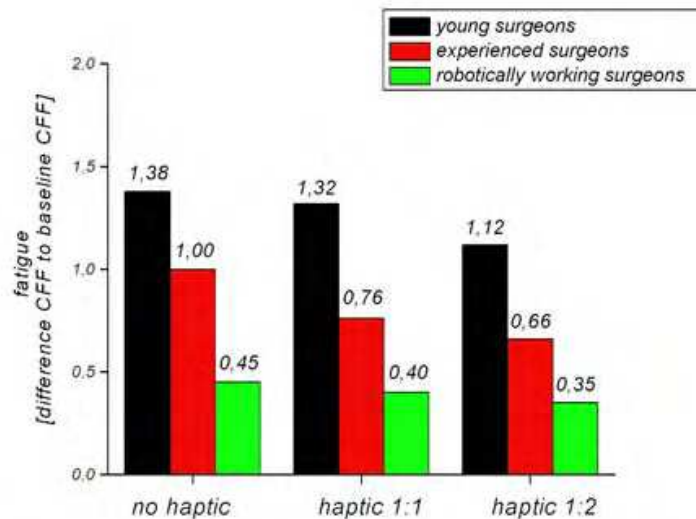 young surgeons
experienced surgeons
robotically working surgeons
fatigue
[difference CFF to baseline CFF]
2.0
1.5
1.0
0.5
0.0
1,38
1,00
0,45
1,32
0,76
0,40
1,12
0,66
0,35
no haptic
haptic 1:1
haptic 1:2